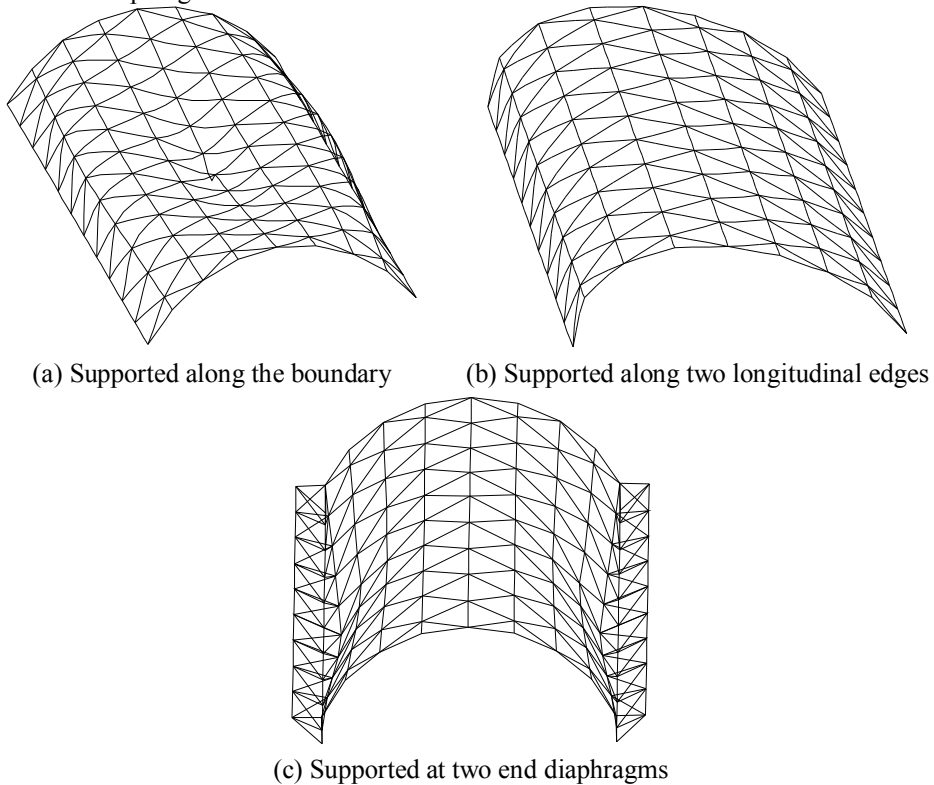 (a) Supported along the boundary
(b) Supported along two longitudinal edges
(c) Supported at two end diaphragms